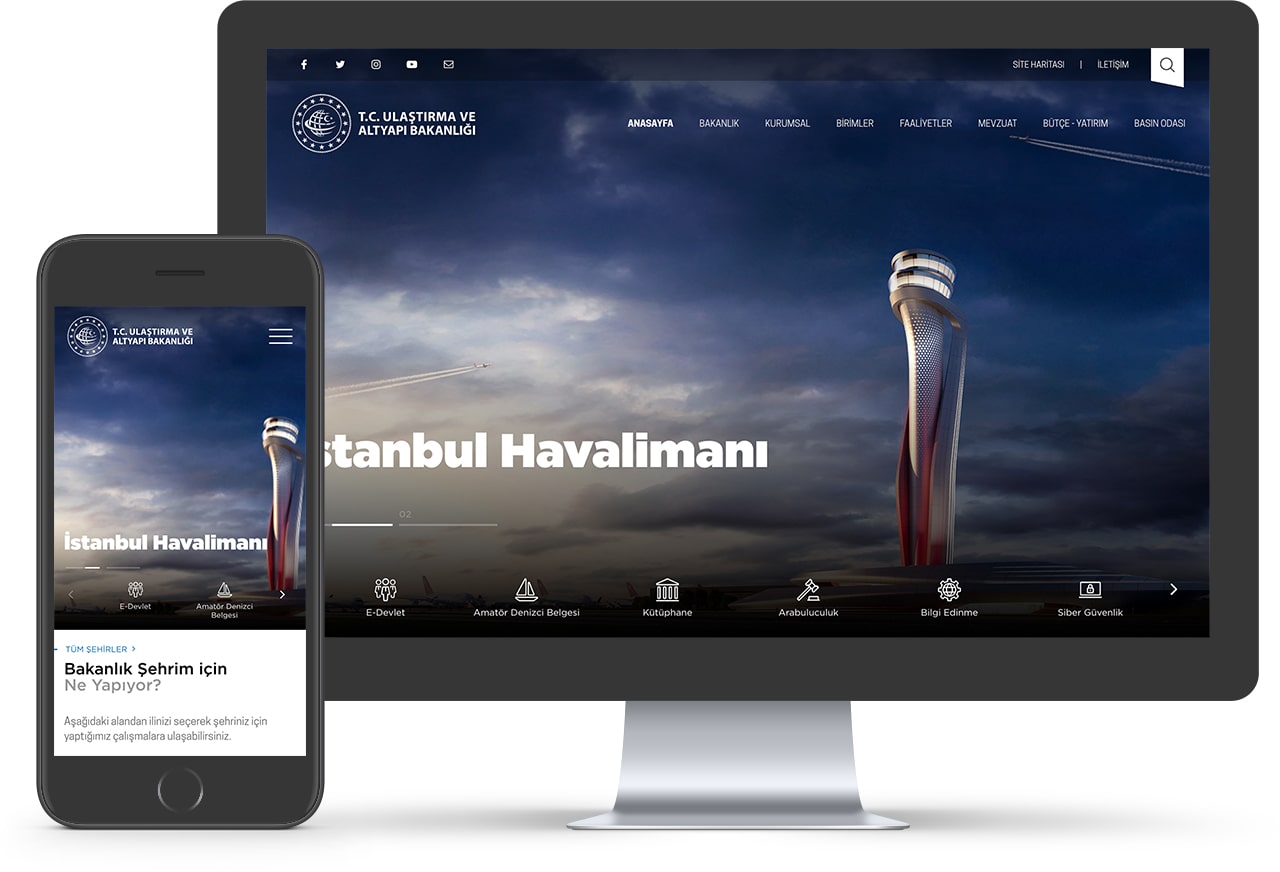 SİTE HARİTASI | İLETİŞİM
T.C. ULAŞTIRMA VE
ALTYAPI BAKANLIĞI
ANASAYFA BAKANLIK KURUMSAL BİRİMLER FAALİYETLER MEVZUAT BÜTÇE - YATIRIM BASIN ODASI
stanbul Havalimanı
02
E-Devlet Amatör Denizci Belgesi Kütüphane Arabuluculuk Bilgi Edinme Siber Güvenlik
T.C. ULAŞTIRMA VE
ALTYAPI BAKANLIĞI
İstanbul Havalimanı
E-Devlet Amatör Denizci
Belgesi
TÜM ŞEHİRLER >
Bakanlık Şehrim için
Ne Yapıyor?
Aşağıdaki alandan ilinizi seçerek şehriniz için
yaptığımız çalışmalara ulaşabilirsiniz.